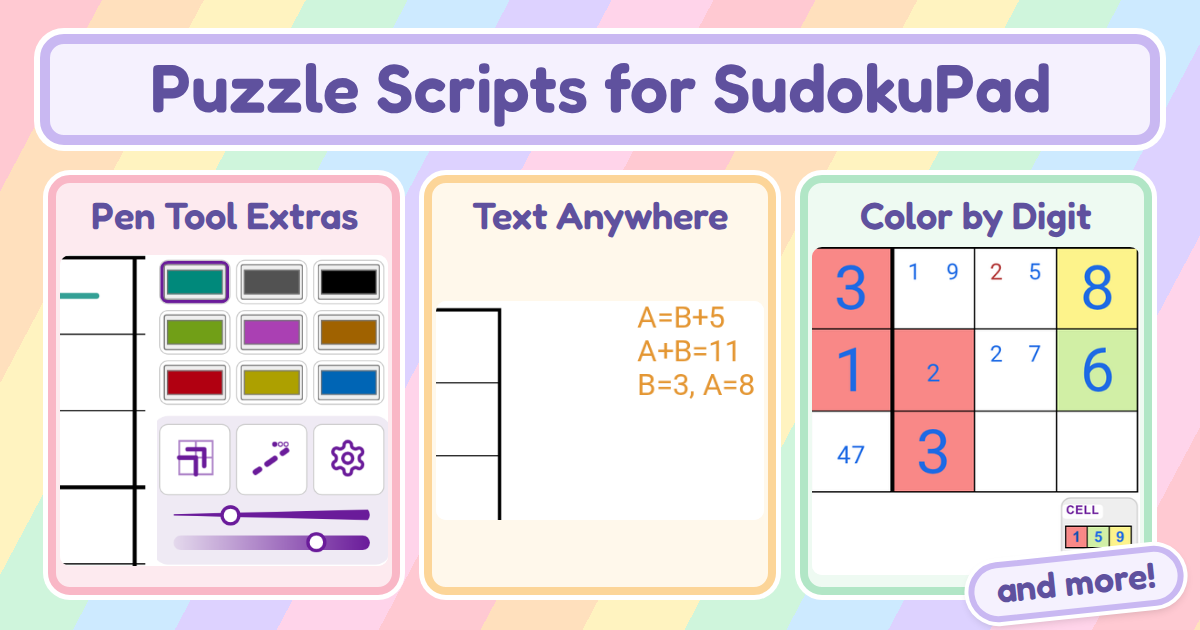 Puzzle Scripts for SudokuPad
Pen Tool Extras
Text Anywhere
A=B+5
A+B=11
B=3, A=8
Color by Digit
3 1 9 2 5 8
1 2 2 7 6
47 3
CELL
1 5 9
and more!